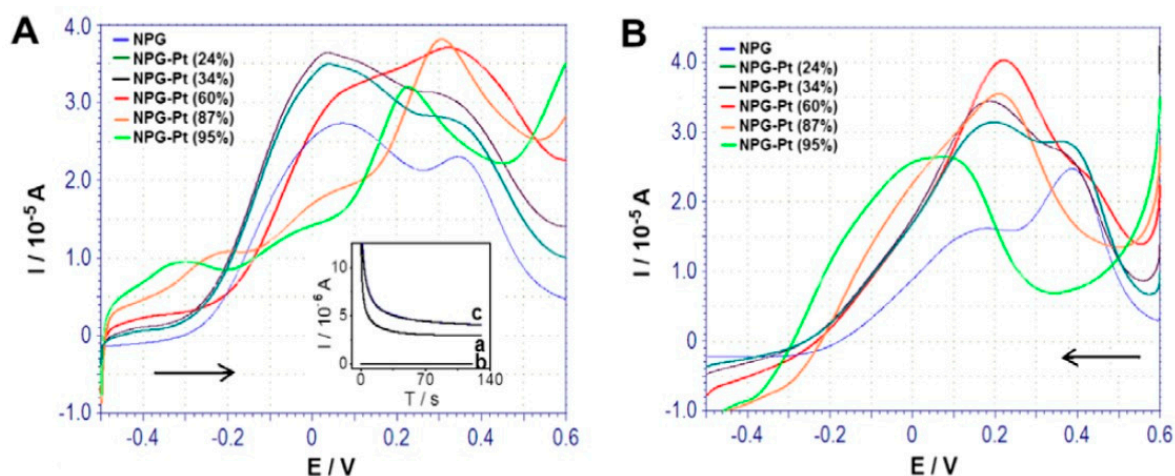 A
NPG
NPG-Pt (24%)
NPG-Pt (34%)
NPG-Pt (60%)
NPG-Pt (87%)
NPG-Pt (95%)
4.0
3.0
2.0
1.0
0
-1.0
I / 10⁻⁵ A
-0.4
-0.2
0
0.2
0.4
0.6
E / V
10
5
0
I / 10⁻⁶ A
c
a
b
0
70
140
T / s
B
NPG
NPG-Pt (24%)
NPG-Pt (34%)
NPG-Pt (60%)
NPG-Pt (87%)
NPG-Pt (95%)
4.0
3.0
2.0
1.0
0
-1.0
I / 10⁻⁵ A
-0.4
-0.2
0
0.2
0.4
0.6
E / V